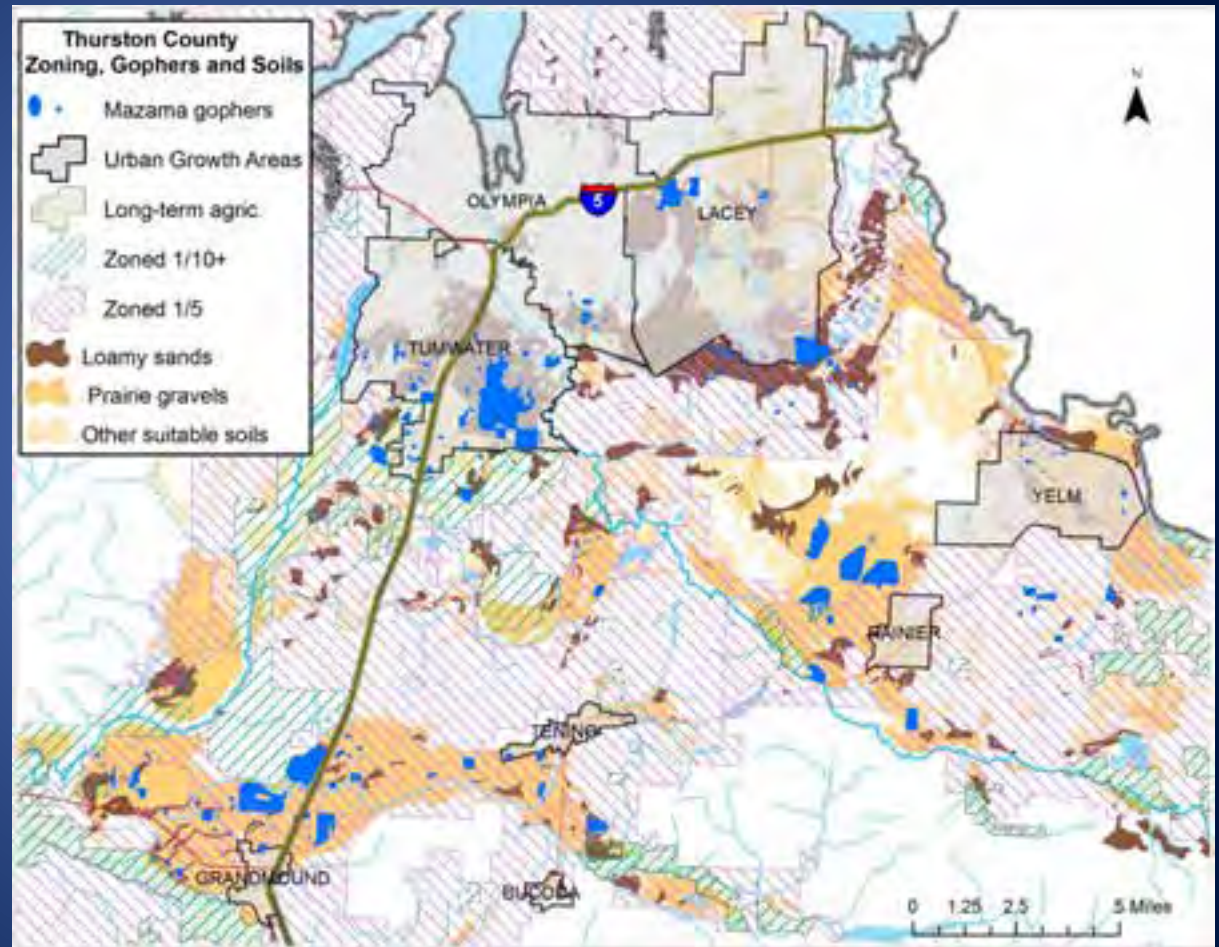 Thurston County
Zoning, Gophers and Soils
Mazama gophers
Urban Growth Areas
Long-term agric.
Zoned 1/10+
Zoned 1/5
Loamy sands
Prairie gravels
Other suitable soils
N
OLYMPIA
5
LACEY
TUMWATER
YELM
RAINIER
TENINO
GRAND MOUND
BUCODA
0 1.25 2.5 5 Miles